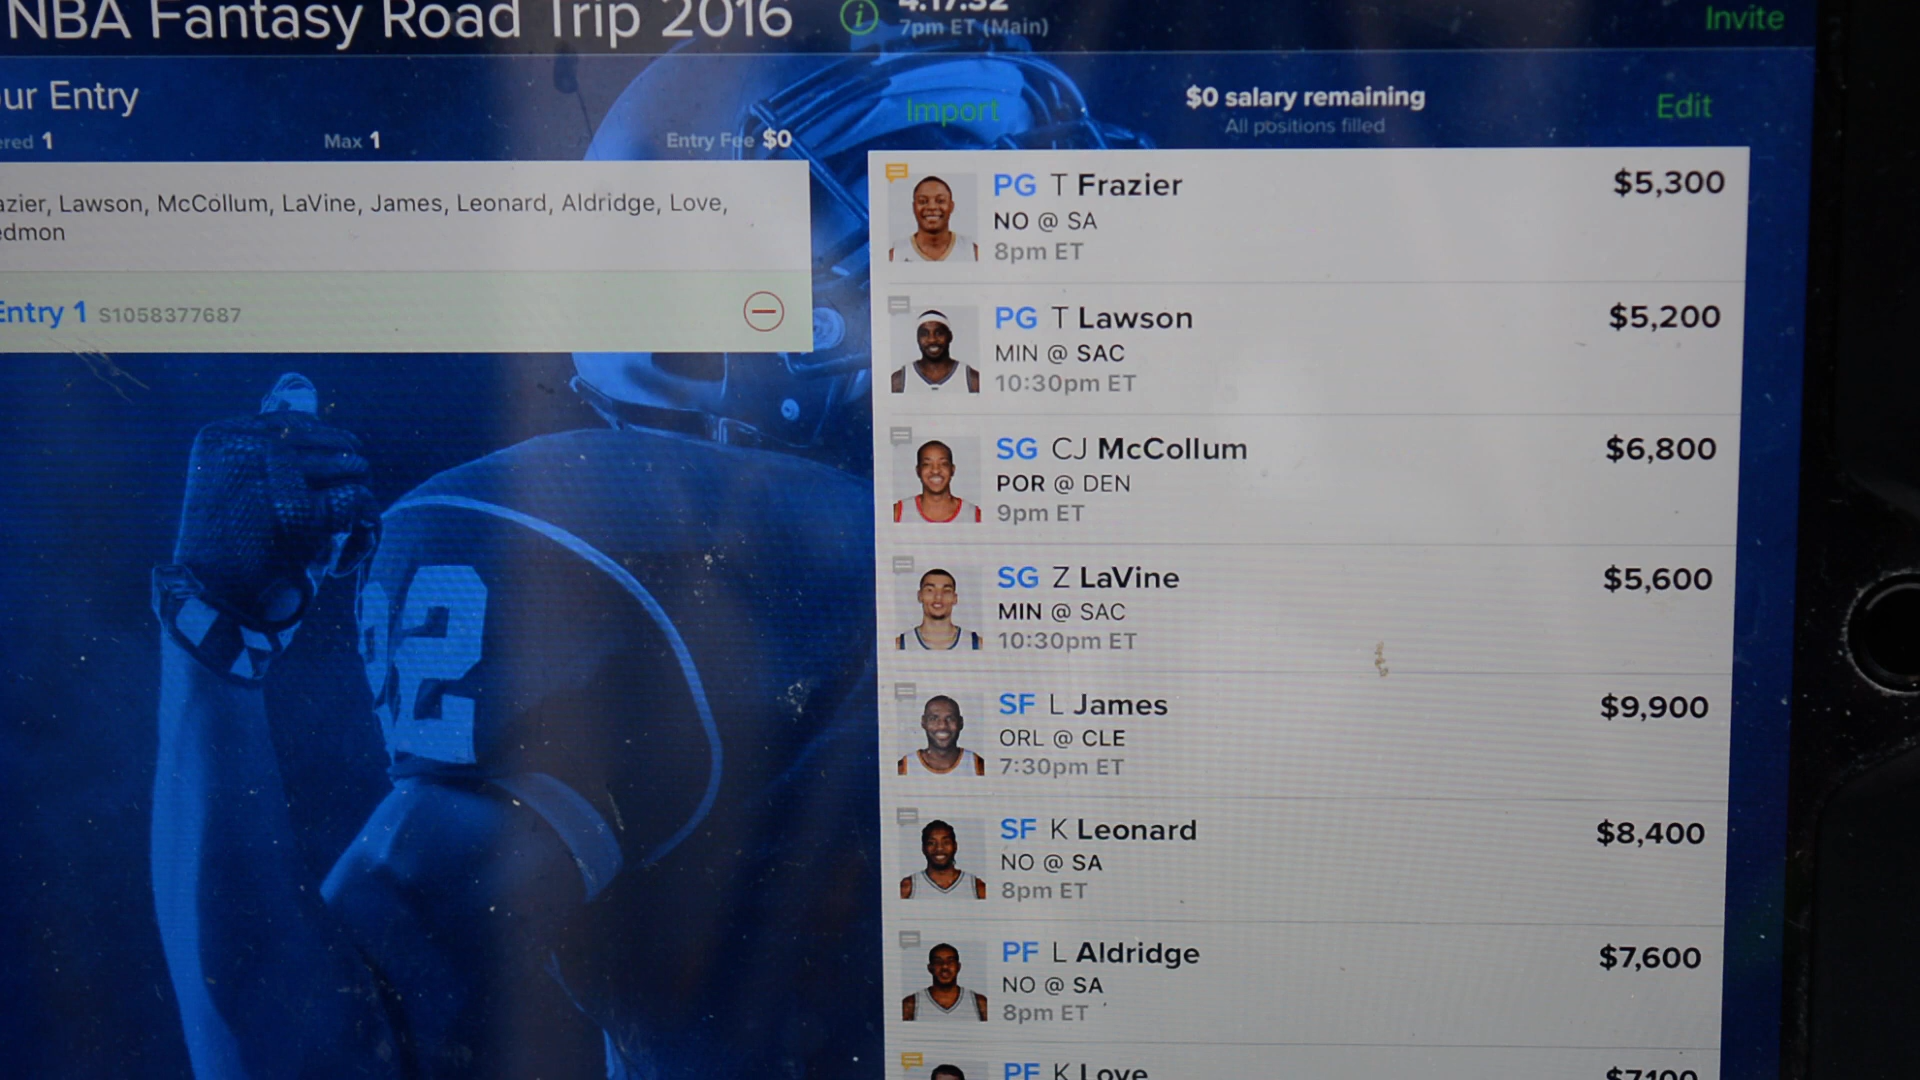 NBA Fantasy Road Trip 2016
7pm ET (Main)
Invite
ur Entry
ered 1
Max 1
Entry Fee $0
azier, Lawson, McCollum, LaVine, James, Leonard, Aldridge, Love,
edmon
Entry 1 S1058377687
Import
$0 salary remaining
All positions filled
Edit
PG T Frazier
$5,300
NO @ SA
8pm ET
PG T Lawson
$5,200
MIN @ SAC
10:30pm ET
SG CJ McCollum
$6,800
POR @ DEN
9pm ET
SG Z LaVine
$5,600
MIN @ SAC
10:30pm ET
SF L James
$9,900
ORL @ CLE
7:30pm ET
SF K Leonard
$8,400
NO @ SA
8pm ET
PF L Aldridge
$7,600
NO @ SA
8pm ET
PF K Love
$7,100
82